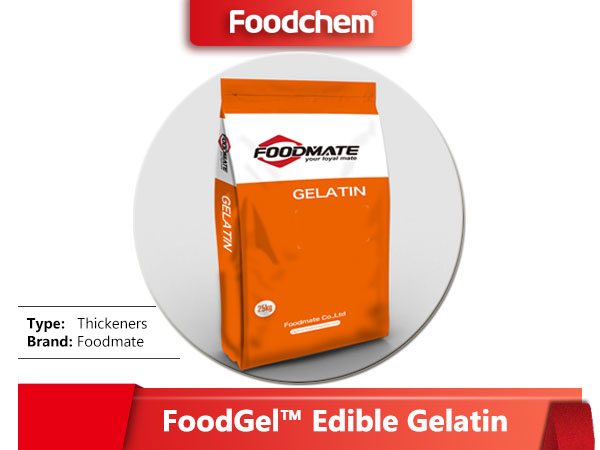 Foodchem®
FOODMATE
your loyal mate
GELATIN
GELATIN
25kg
Foodmate Co.,Ltd
Type: Thickeners
Brand: Foodmate
FoodGel™ Edible Gelatin